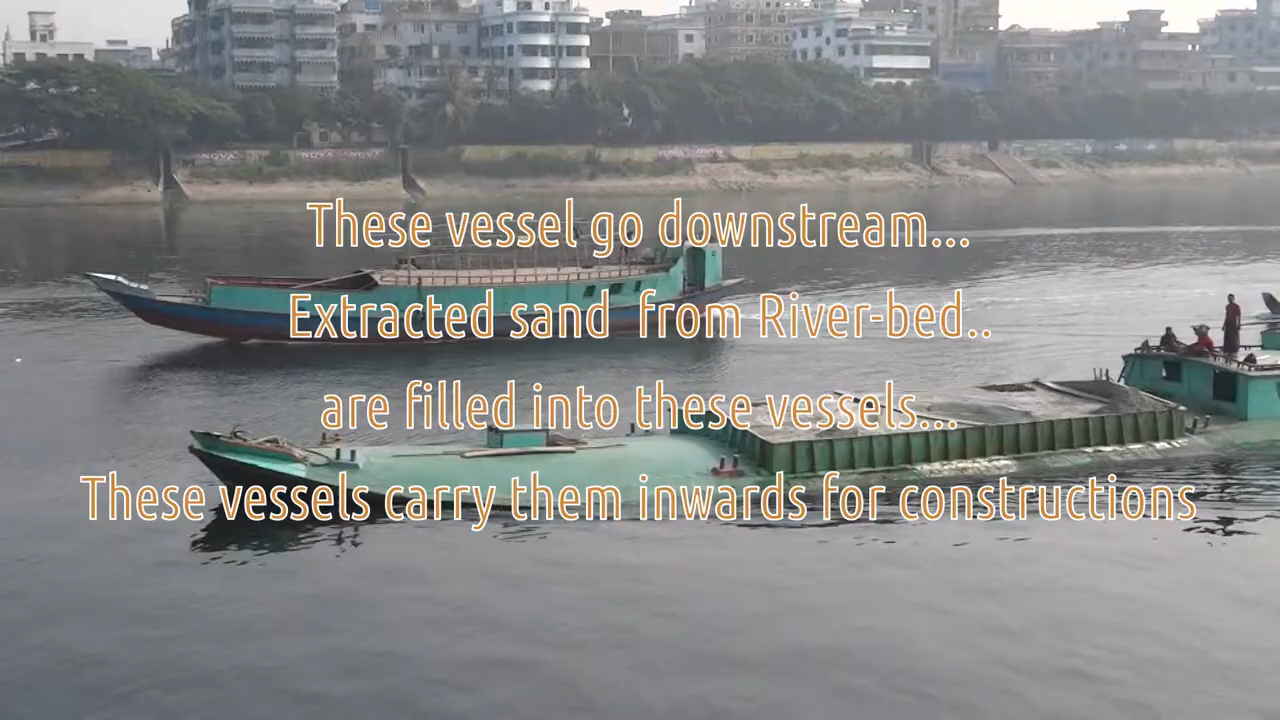 These vessel go downstream...
Extracted sand from River-bed..
are filled into these vessels...
These vessels carry them inwards for constructions